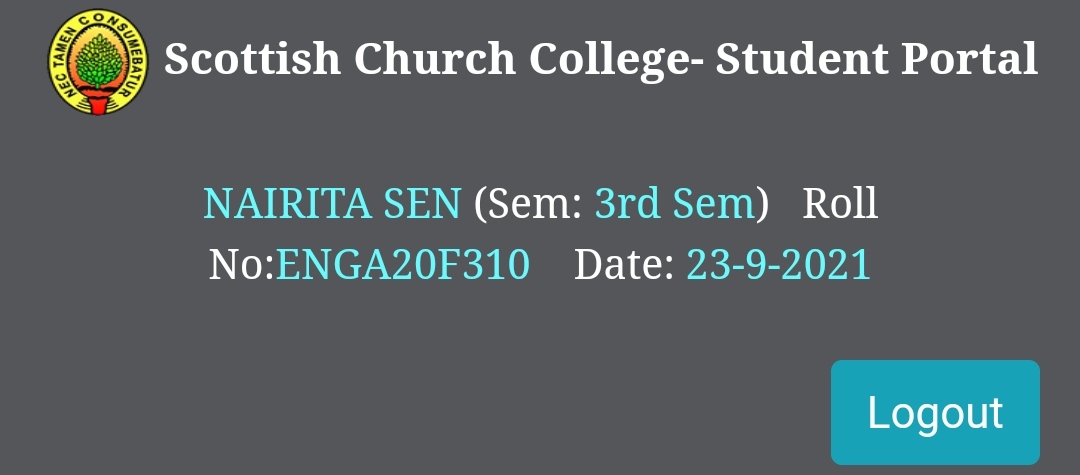 NEC TAMEN CONSUMEBATUR
Scottish Church College- Student Portal
NAIRITA SEN (Sem: 3rd Sem) Roll
No:ENGA20F310 Date: 23-9-2021
Logout